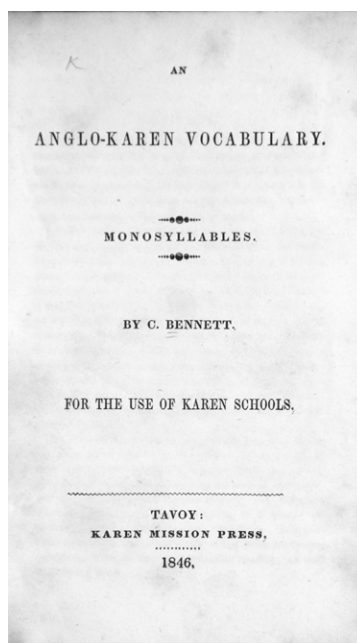 K
AN
ANGLO-KAREN VOCABULARY.
MONOSYLLABLES.
BY C. BENNETT.
FOR THE USE OF KAREN SCHOOLS.
TAVOY:
KAREN MISSION PRESS,
1846.